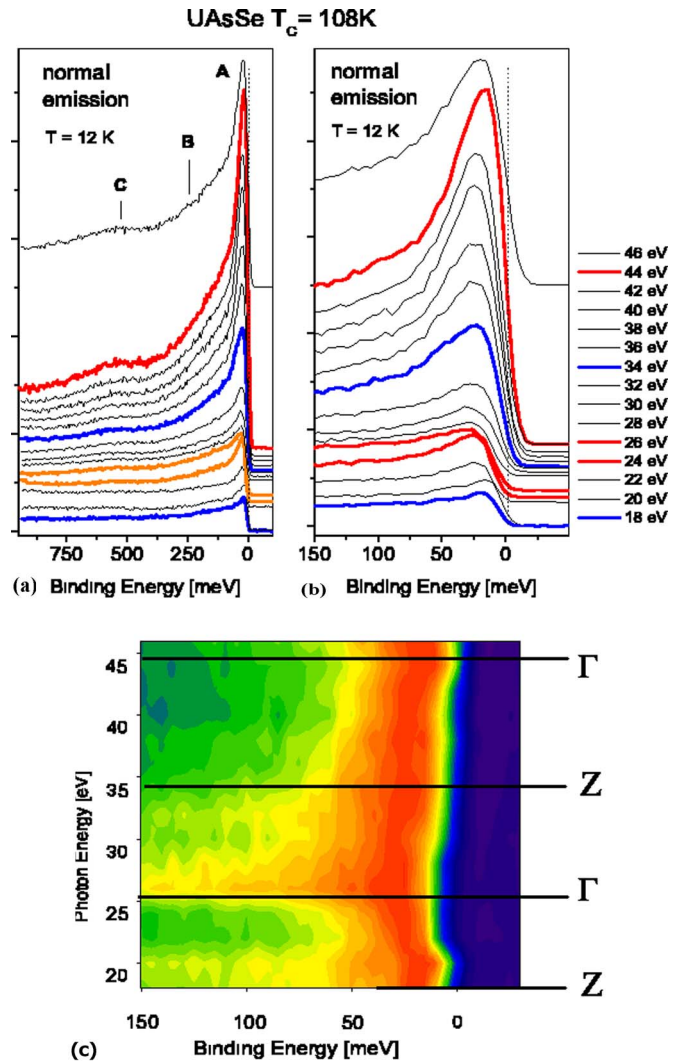 UAsSe T_C = 108K
normal
emission
T = 12 K
A
B
C
750
500
250
0
(a) Binding Energy [meV]
normal
emission
T = 12 K
150
100
50
0
(b) Binding Energy [meV]
46 eV
44 eV
42 eV
40 eV
38 eV
36 eV
34 eV
32 eV
30 eV
28 eV
26 eV
24 eV
22 eV
20 eV
18 eV
Photon Energy [eV]
45
40
35
30
25
20
Γ
Z
Γ
Z
150
100
50
0
(c) Binding Energy [meV]